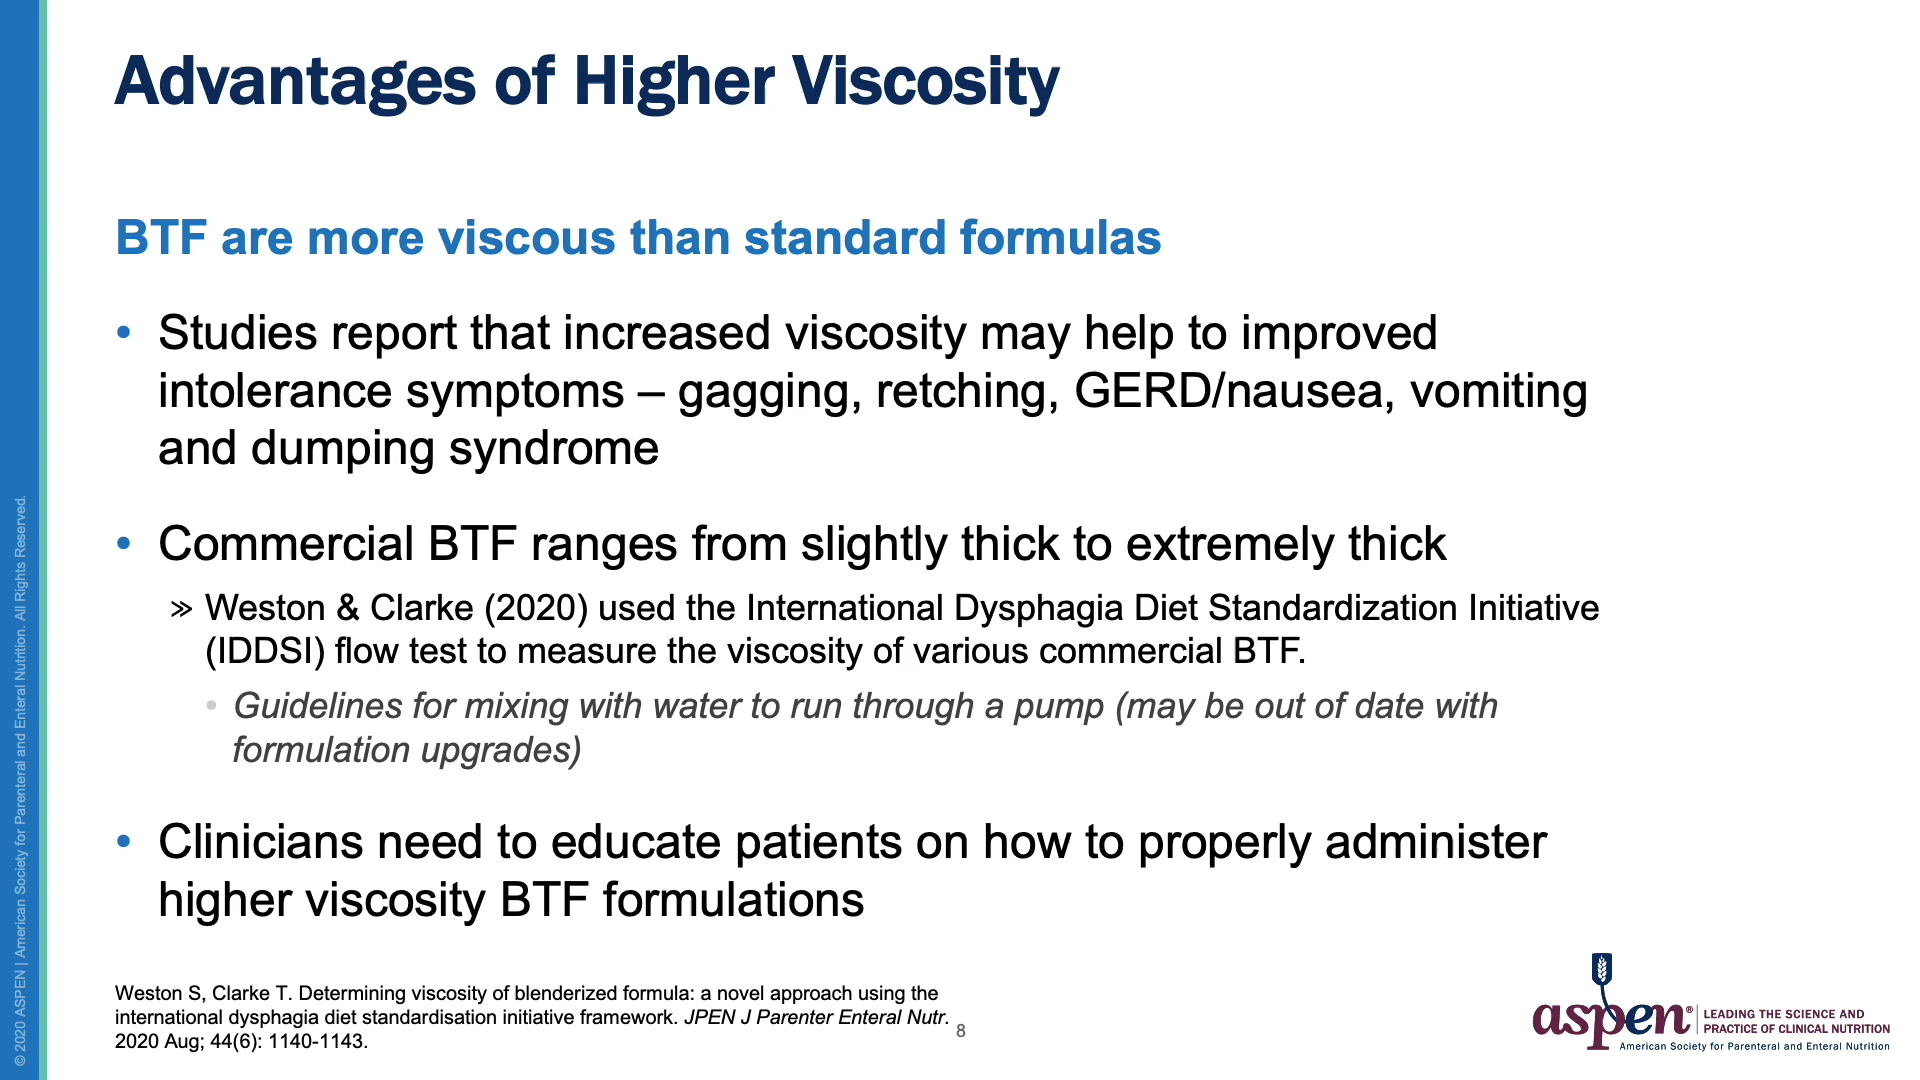 Advantages of Higher Viscosity
BTF are more viscous than standard formulas
• Studies report that increased viscosity may help to improved
intolerance symptoms – gagging, retching, GERD/nausea, vomiting
and dumping syndrome
• Commercial BTF ranges from slightly thick to extremely thick
» Weston & Clarke (2020) used the International Dysphagia Diet Standardization Initiative
(IDDSI) flow test to measure the viscosity of various commercial BTF.
• Guidelines for mixing with water to run through a pump (may be out of date with
formulation upgrades)
• Clinicians need to educate patients on how to properly administer
higher viscosity BTF formulations
Weston S, Clarke T. Determining viscosity of blenderized formula: a novel approach using the
international dysphagia diet standardisation initiative framework. JPEN J Parenter Enteral Nutr.
2020 Aug; 44(6): 1140-1143.
8
aspen®
LEADING THE SCIENCE AND
PRACTICE OF CLINICAL NUTRITION
American Society for Parenteral and Enteral Nutrition
© 2020 ASPEN | American Society for Parenteral and Enteral Nutrition. All Rights Reserved.